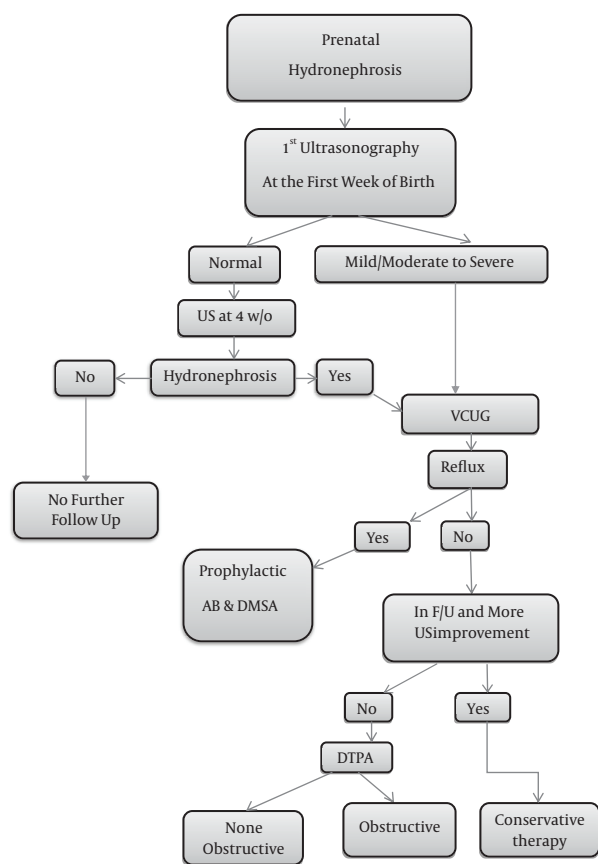 Prenatal
Hydronephrosis
1st Ultrasonography
At the First Week of Birth
Normal
Mild/Moderate to Severe
US at 4 w/o
No
Hydronephrosis
Yes
VCUG
Reflux
No Further
Follow Up
Yes
No
Prophylactic
AB & DMSA
In F/U and More
USimprovement
No
Yes
DTPA
None
Obstructive
Obstructive
Conservative
therapy